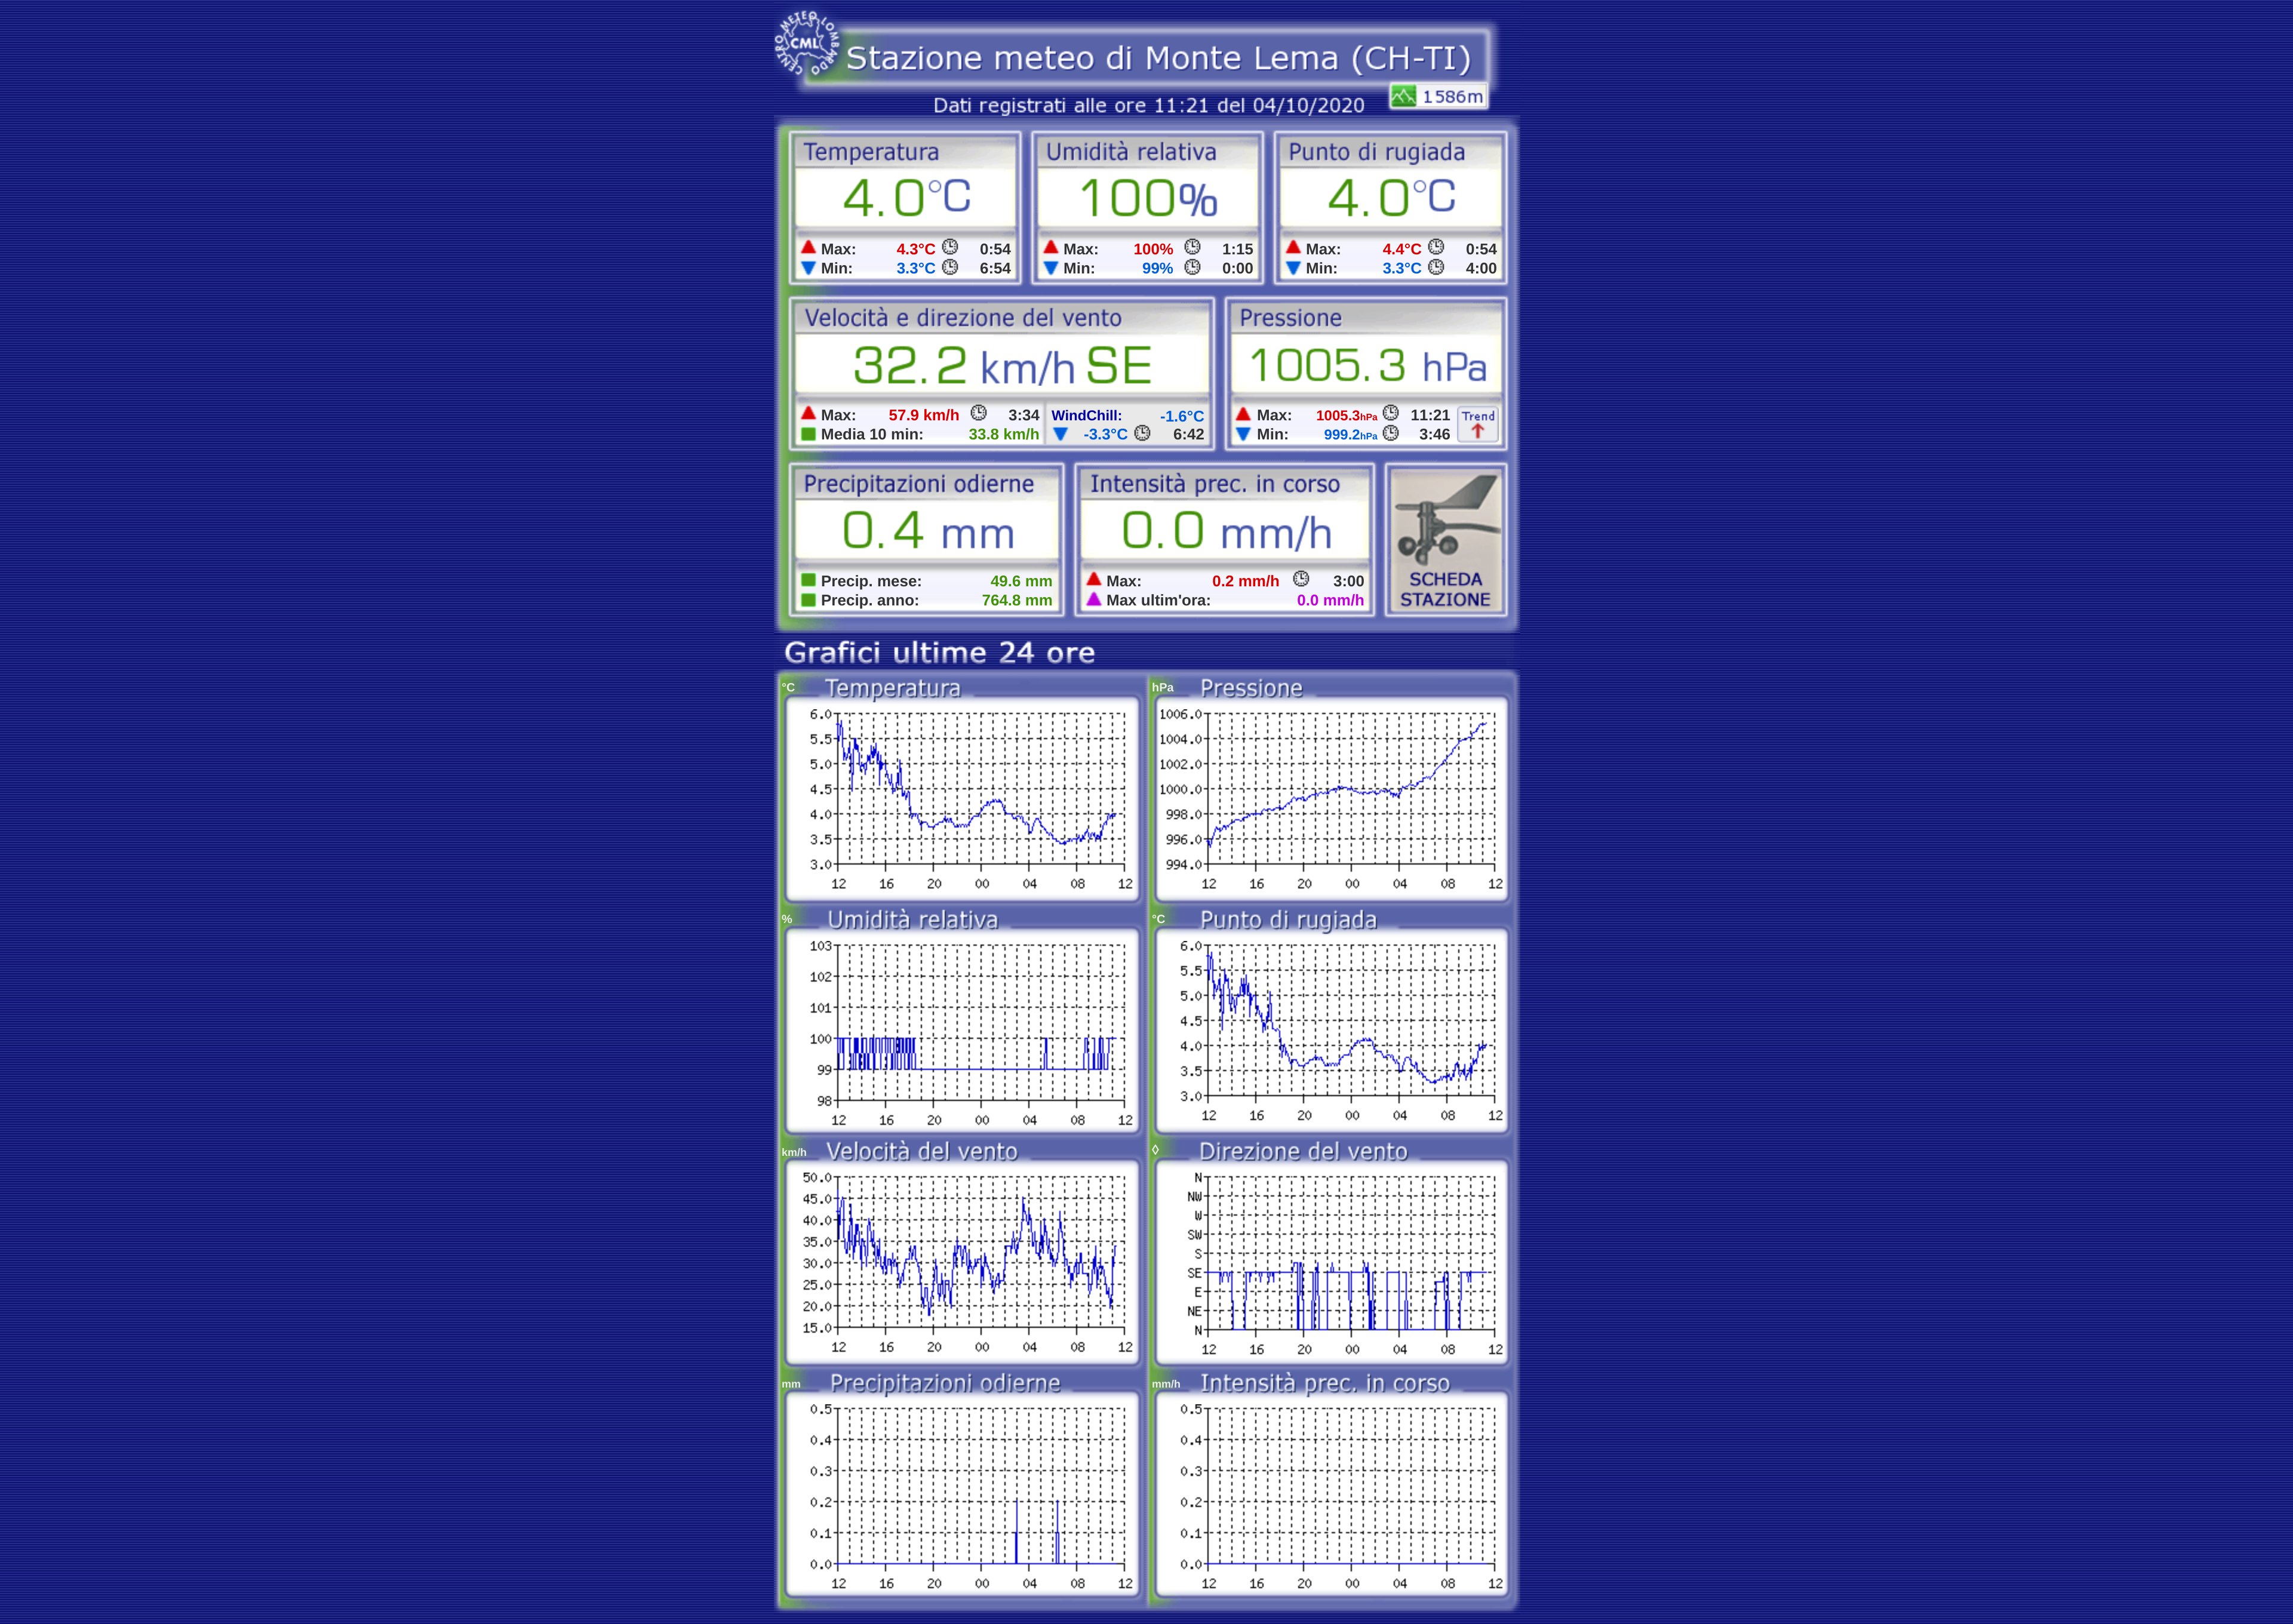 CENTRO METEO LOMBARDO
CML
Stazione meteo di Monte Lema (CH-TI)
Dati registrati alle ore 11:21 del 04/10/2020
1586m
Temperatura
4.0°C
Max: 4.3°C 0:54
Min: 3.3°C 6:54
Umidità relativa
100%
Max: 100% 1:15
Min: 99% 0:00
Punto di rugiada
4.0°C
Max: 4.4°C 0:54
Min: 3.3°C 4:00
Velocità e direzione del vento
32.2 km/h SE
Max: 57.9 km/h 3:34
Media 10 min: 33.8 km/h
WindChill: -1.6°C
-3.3°C 6:42
Pressione
1005.3 hPa
Max: 1005.3hPa 11:21
Min: 999.2hPa 3:46
Trend
Precipitazioni odierne
0.4 mm
Precip. mese: 49.6 mm
Precip. anno: 764.8 mm
Intensità prec. in corso
0.0 mm/h
Max: 0.2 mm/h 3:00
Max ultim'ora: 0.0 mm/h
SCHEDA
STAZIONE
Grafici ultime 24 ore
°C Temperatura
6.0
5.5
5.0
4.5
4.0
3.5
3.0
12 16 20 00 04 08 12
hPa Pressione
1006.0
1004.0
1002.0
1000.0
998.0
996.0
994.0
12 16 20 00 04 08 12
% Umidità relativa
103
102
101
100
99
98
12 16 20 00 04 08 12
°C Punto di rugiada
6.0
5.5
5.0
4.5
4.0
3.5
3.0
12 16 20 00 04 08 12
km/h Velocità del vento
50.0
45.0
40.0
35.0
30.0
25.0
20.0
15.0
12 16 20 00 04 08 12
◊ Direzione del vento
N
NW
W
SW
S
SE
E
NE
N
12 16 20 00 04 08 12
mm Precipitazioni odierne
0.5
0.4
0.3
0.2
0.1
0.0
12 16 20 00 04 08 12
mm/h Intensità prec. in corso
0.5
0.4
0.3
0.2
0.1
0.0
12 16 20 00 04 08 12